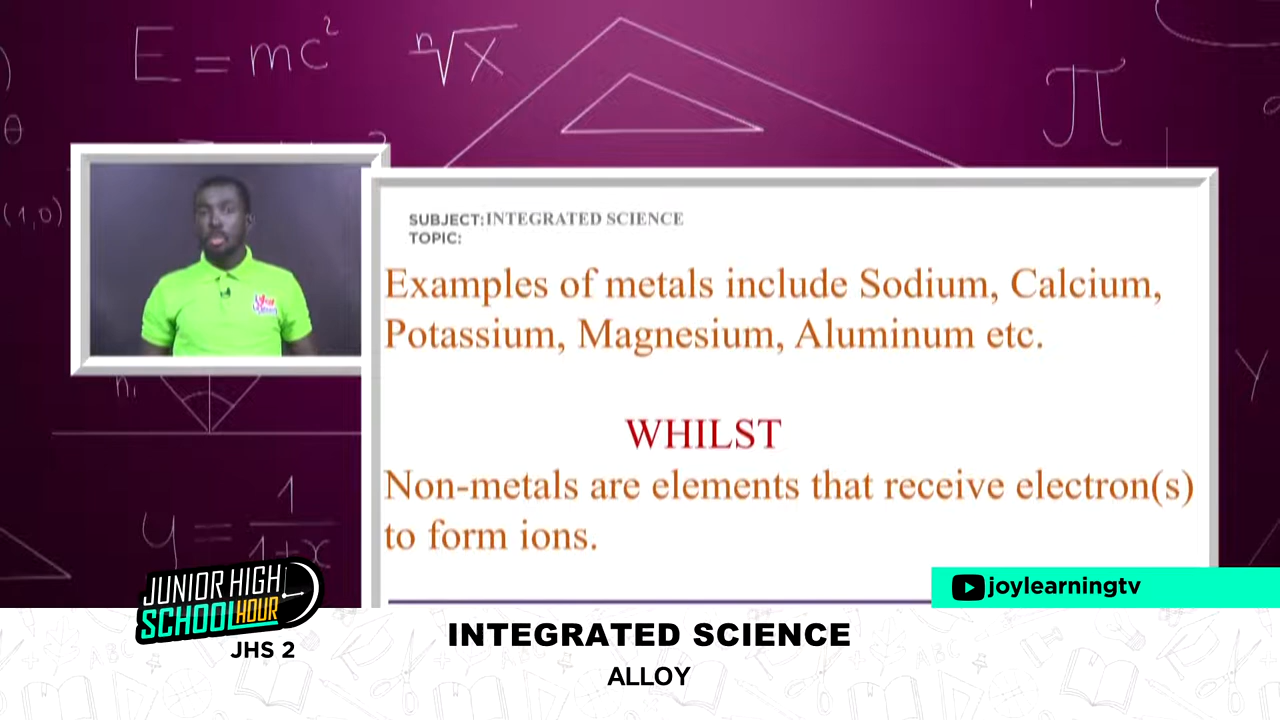 E = mc²
ⁿ√X
π
θ
(1,0)
SUBJECT: INTEGRATED SCIENCE
TOPIC:
Examples of metals include Sodium, Calcium,
Potassium, Magnesium, Aluminum etc.
WHILST
Non-metals are elements that receive electron(s)
to form ions.
n₁
Y
y = 1/1+x
JUNIOR HIGH
SCHOOL HOUR
JHS 2
joylearningtv
INTEGRATED SCIENCE
ALLOY